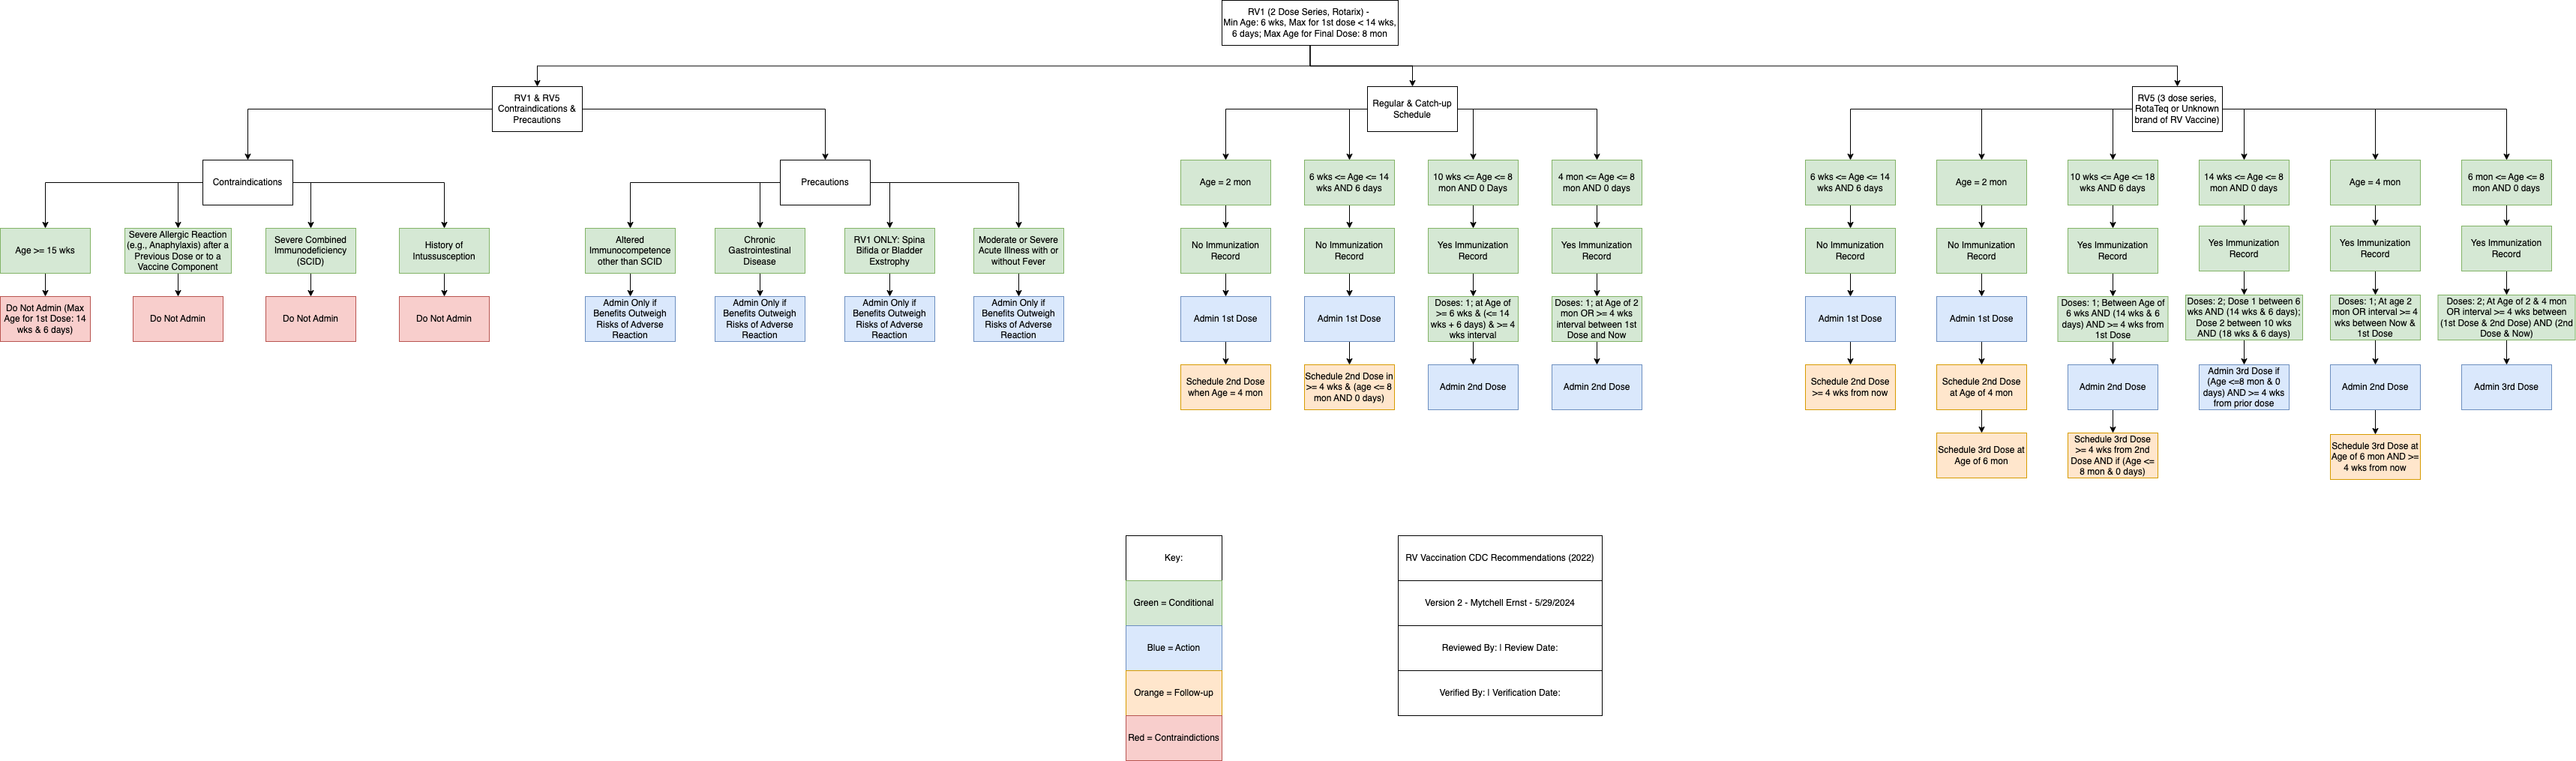 RV1 (2 Dose Series, Rotarix) -
Min Age: 6 wks, Max for 1st dose < 14 wks,
6 days; Max Age for Final Dose: 8 mon
RV1 & RV5
Contraindications &
Precautions
Regular & Catch-up
Schedule
RV5 (3 dose series,
RotaTeq or Unknown
brand of RV Vaccine)
Contraindications
Precautions
Age >= 15 wks
Do Not Admin (Max
Age for 1st Dose: 14
wks & 6 days)
Severe Allergic Reaction
(e.g., Anaphylaxis) after a
Previous Dose or to a
Vaccine Component
Do Not Admin
Severe Combined
Immunodeficiency
(SCID)
Do Not Admin
History of
Intussusception
Do Not Admin
Altered
Immunocompetence
other than SCID
Admin Only if
Benefits Outweigh
Risks of Adverse
Reaction
Chronic
Gastrointestinal
Disease
Admin Only if
Benefits Outweigh
Risks of Adverse
Reaction
RV1 ONLY: Spina
Bifida or Bladder
Exstrophy
Admin Only if
Benefits Outweigh
Risks of Adverse
Reaction
Moderate or Severe
Acute Illness with or
without Fever
Admin Only if
Benefits Outweigh
Risks of Adverse
Reaction
Age = 2 mon
No Immunization
Record
Admin 1st Dose
Schedule 2nd Dose
when Age = 4 mon
6 wks <= Age <= 14
wks AND 6 days
No Immunization
Record
Admin 1st Dose
Schedule 2nd Dose in
>= 4 wks & (age <= 8
mon AND 0 days)
10 wks <= Age <= 8
mon AND 0 Days
Yes Immunization
Record
Doses: 1; at Age of
>= 6 wks & (<= 14
wks + 6 days) & >= 4
wks interval
Admin 2nd Dose
4 mon <= Age <= 8
mon AND 0 days
Yes Immunization
Record
Doses: 1; at Age of 2
mon OR >= 4 wks
interval between 1st
Dose and Now
Admin 2nd Dose
6 wks <= Age <= 14
wks AND 6 days
No Immunization
Record
Admin 1st Dose
Schedule 2nd Dose
>= 4 wks from now
Age = 2 mon
No Immunization
Record
Admin 1st Dose
Schedule 2nd Dose
at Age of 4 mon
Schedule 3rd Dose at
Age of 6 mon
10 wks <= Age <= 18
wks AND 6 days
Yes Immunization
Record
Doses: 1; Between Age of
6 wks AND (14 wks & 6
days) AND >= 4 wks from
1st Dose
Admin 2nd Dose
Schedule 3rd Dose
>= 4 wks from 2nd
Dose AND if (Age <=
8 mon & 0 days)
14 wks <= Age <= 8
mon AND 0 days
Yes Immunization
Record
Doses: 2; Dose 1 between 6
wks AND (14 wks & 6 days);
Dose 2 between 10 wks
AND (18 wks & 6 days)
Admin 3rd Dose if
(Age <=8 mon & 0
days) AND >= 4 wks
from prior dose
Age = 4 mon
Yes Immunization
Record
Doses: 1; At age 2
mon OR interval >= 4
wks between Now &
1st Dose
Admin 2nd Dose
Schedule 3rd Dose at
Age of 6 mon AND >=
4 wks from now
6 mon <= Age <= 8
mon AND 0 days
Yes Immunization
Record
Doses: 2; At Age of 2 & 4 mon
OR interval >= 4 wks between
(1st Dose & 2nd Dose) AND (2nd
Dose & Now)
Admin 3rd Dose
Key:
Green = Conditional
Blue = Action
Orange = Follow-up
Red = Contraindictions
RV Vaccination CDC Recommendations (2022)
Version 2 - Mytchell Ernst - 5/29/2024
Reviewed By: | Review Date:
Verified By: | Verification Date: